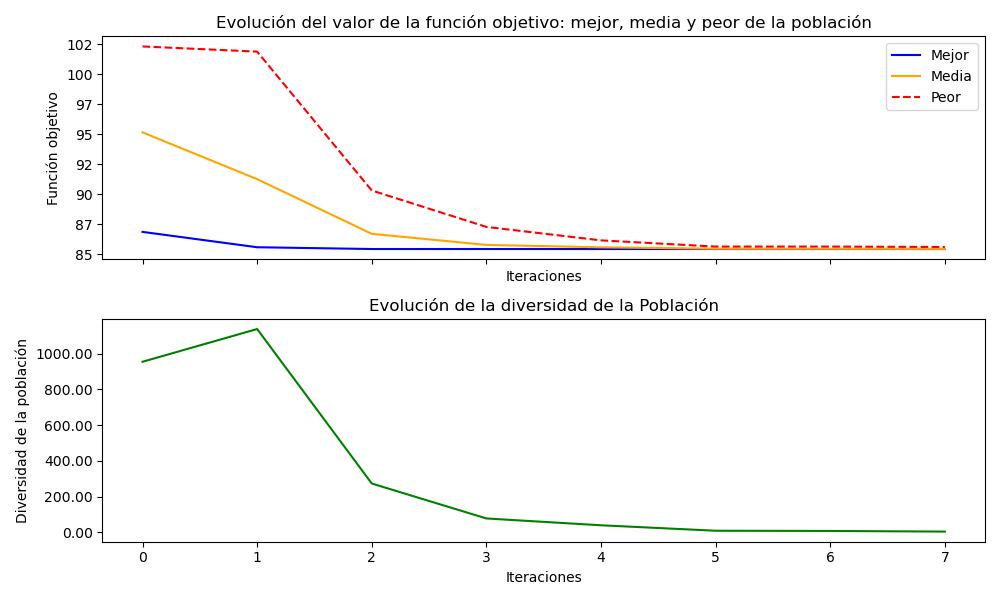 Evolución del valor de la función objetivo: mejor, media y peor de la población
Función objetivo
102
100
97
95
92
90
87
85
Mejor
Media
Peor
Iteraciones
Evolución de la diversidad de la Población
Diversidad de la población
1000.00
800.00
600.00
400.00
200.00
0.00
0 1 2 3 4 5 6 7
Iteraciones